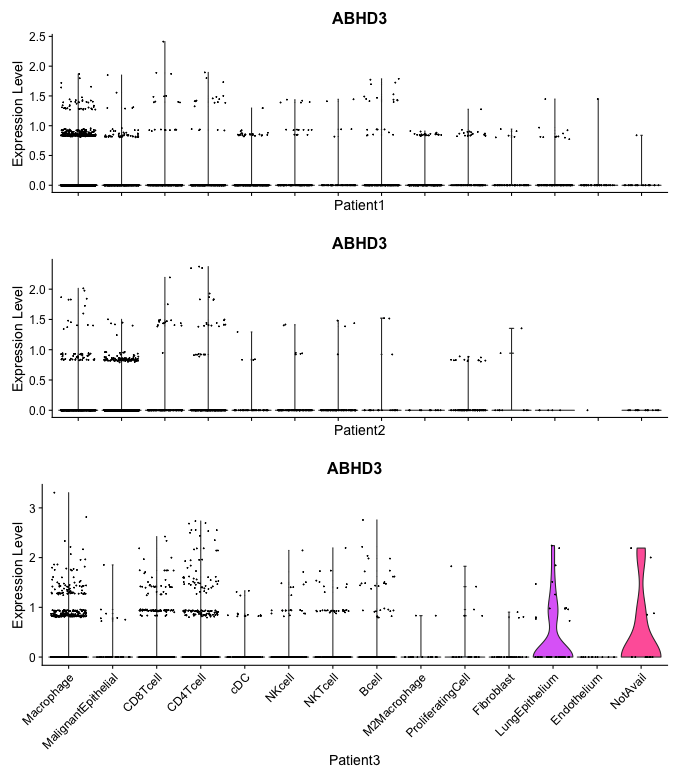 ABHD3
Expression Level
2.5
2.0
1.5
1.0
0.5
0.0
Patient1
ABHD3
Expression Level
2.0
1.5
1.0
0.5
0.0
Patient2
ABHD3
Expression Level
3
2
1
0
Macrophage
MalignantEpithelial
CD8Tcell
CD4Tcell
cDC
NKcell
NKTcell
Bcell
M2Macrophage
ProliferatingCell
Fibroblast
LungEpithelium
Endothelium
NotAvail
Patient3